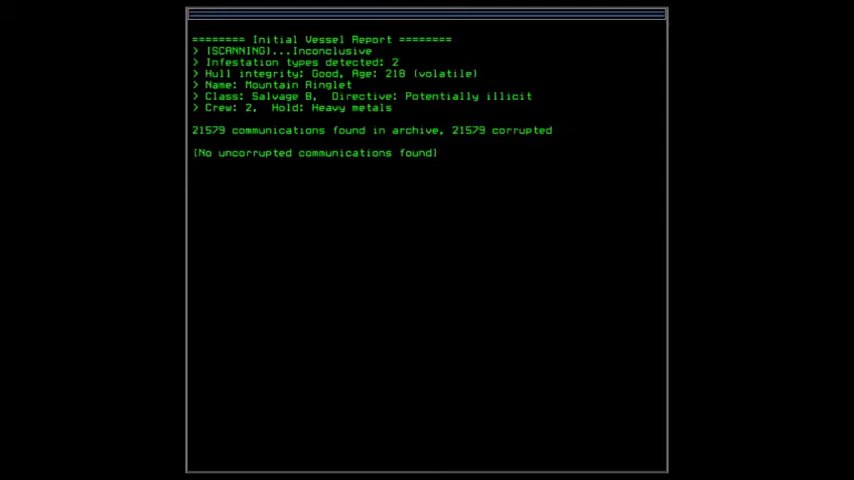 ======== Initial Vessel Report ========
> [SCANNING]...Inconclusive
> Infestation types detected: 2
> Hull integrity: Good, Age: 218 (volatile)
> Name: Mountain Ringlet
> Class: Salvage B,  Directive: Potentially illicit
> Crew: 2,  Hold: Heavy metals
21579 communications found in archive, 21579 corrupted
[No uncorrupted communications found]